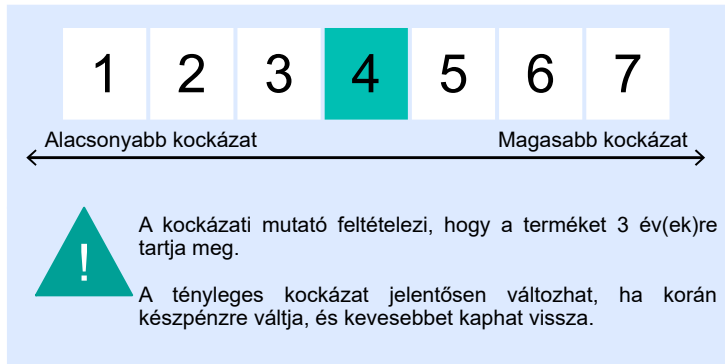 1 2 3 4 5 6 7
Alacsonyabb kockázat Magasabb kockázat
! A kockázati mutató feltételezi, hogy a terméket 3 év(ek)re
tartja meg.
A tényleges kockázat jelentősen változhat, ha korán
készpénzre váltja, és kevesebbet kaphat vissza.